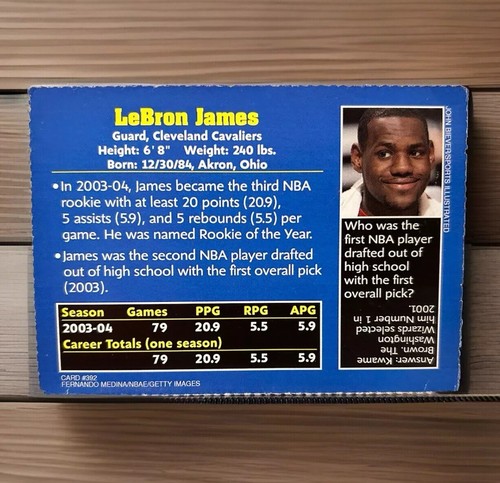 LeBron James
Guard, Cleveland Cavaliers
Height: 6' 8" Weight: 240 lbs.
Born: 12/30/84, Akron, Ohio
•In 2003-04, James became the third NBA
rookie with at least 20 points (20.9),
5 assists (5.9), and 5 rebounds (5.5) per
game. He was named Rookie of the Year.
•James was the second NBA player drafted
out of high school with the first overall pick
(2003).
Season Games PPG RPG APG
2003-04 79 20.9 5.5 5.9
Career Totals (one season)
79 20.9 5.5 5.9
CARD #392
FERNANDO MEDINA/NBAE/GETTY IMAGES
JOHN BIEVER/SPORTS ILLUSTRATED
Who was the
first NBA player
drafted out of
high school
with the first
overall pick?
Answer: Kwame
Brown. The
Washington
Wizards selected
him Number 1 in
2001.